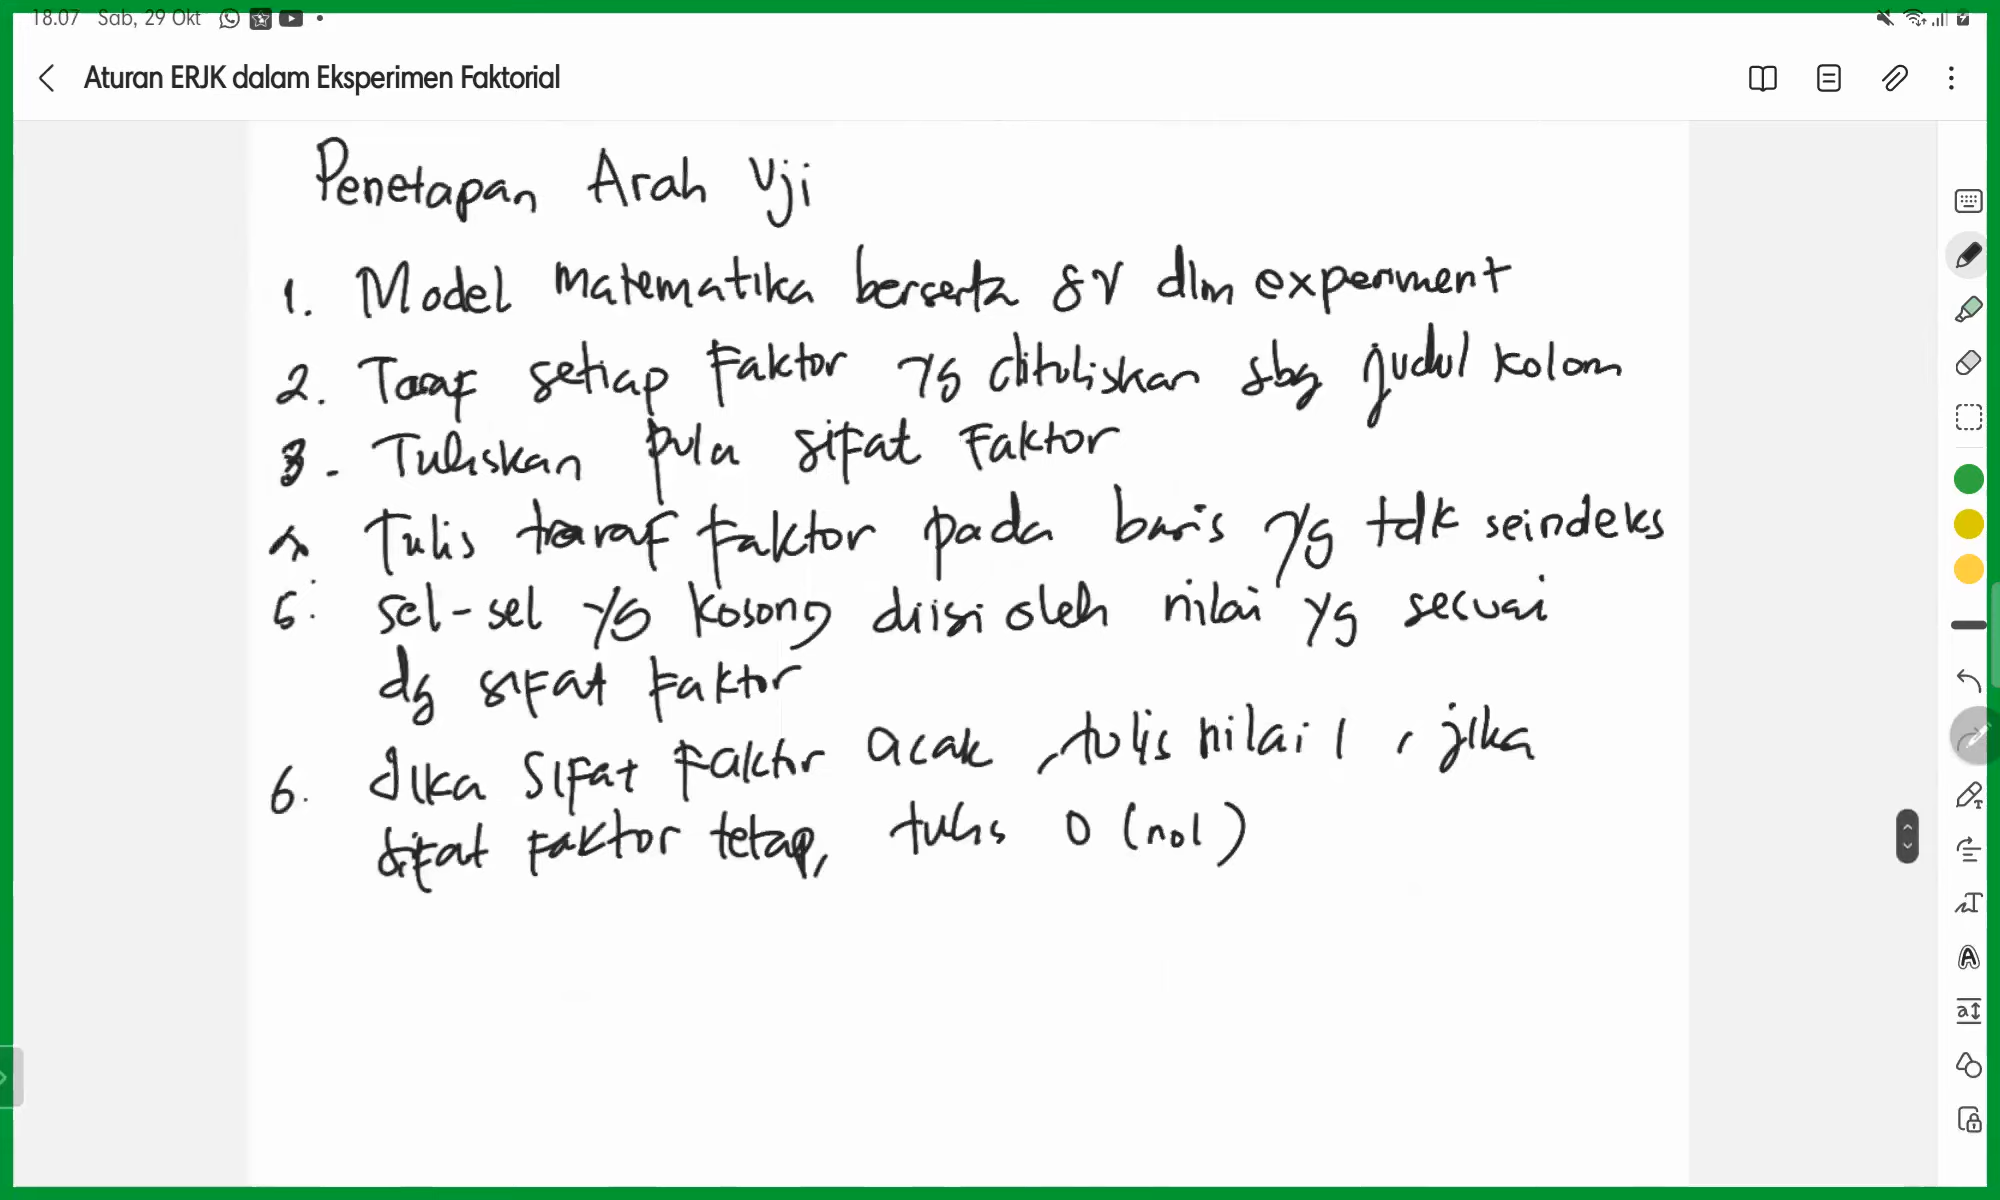 18.07 Sab, 29 Okt
Aturan ERJK dalam Eksperimen Faktorial
Penetapan Arah Uji
1. Model matematika berserta SV dlm experiment
2. Taraf setiap Faktor yg dituliskan sbg judul kolom
3. Tuliskan pula sifat Faktor
4. Tulis taraf faktor pada baris yg tdk seindeks
5. sel-sel yg kosong diisi oleh nilai yg sesuai
dg sifat Faktor
6. Jika Sifat Faktor acak, tulis nilai 1, jika
sifat Faktor tetap, tulis 0 (nol)